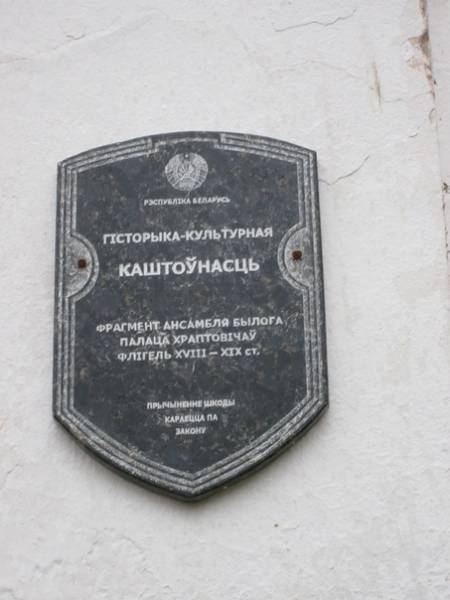 РЭСПУБЛІКА БЕЛАРУСЬ
ГІСТОРЫКА-КУЛЬТУРНАЯ
КАШТОЎНАСЦЬ
ФРАГМЕНТ АНСАМБЛЯ БЫЛОГА
ПАЛАЦА ХРАПТОВІЧАЎ
ФЛІГЕЛЬ XVIII – XIX ст.
ПРЫЧЫНЕННЕ ШКОДЫ
КАРАЕЦЦА ПА
ЗАКОНУ